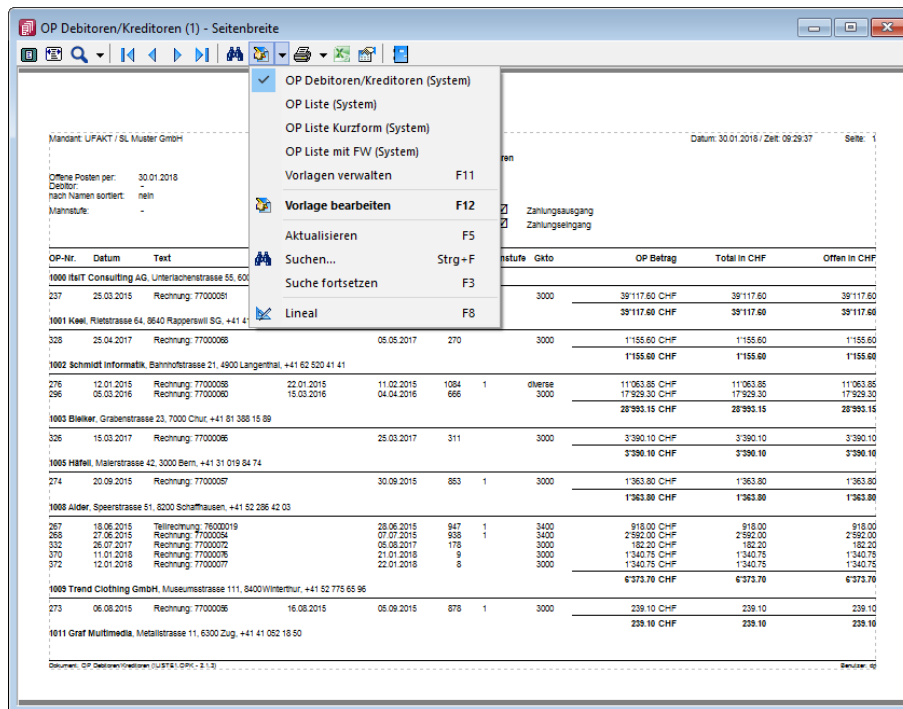 OP Debitoren/Kreditoren (1) - Seitenbreite
OP Debitoren/Kreditoren (System)
OP Liste (System)
OP Liste Kurzform (System)
OP Liste mit FW (System)
Vorlagen verwalten F11
Vorlage bearbeiten F12
Aktualisieren F5
Suchen... Strg+F
Suche fortsetzen F3
Lineal F8
Mandant: UFAKT / SL Muster GmbH Datum: 30.01.2018 / Zeit: 09:29:37 Seite: 1
ren
Offene Posten per: 30.01.2018
Debitor: -
nach Namen sortiert: nein
Mahnstufe: - Zahlungsausgang
Zahlungseingang
OP-Nr. Datum Text nstufe Gkto OP Betrag Total in CHF Offen in CHF
1000 ItsIT Consulting AG, Unterlachenstrasse 55, 600
237 25.03.2015 Rechnung: 77000051 3000 39'117.60 CHF 39'117.60 39'117.60
39'117.60 CHF 39'117.60 39'117.60
1001 Keel, Rietstrasse 64, 8640 Rapperswil SG, +41 41
328 25.04.2017 Rechnung: 77000068 05.05.2017 270 3000 1'155.60 CHF 1'155.60 1'155.60
1'155.60 CHF 1'155.60 1'155.60
1002 Schmidt Informatik, Bahnhofstrasse 21, 4900 Langenthal, +41 62 520 41 41
276 12.01.2015 Rechnung: 77000058 22.01.2015 11.02.2015 1084 1 diverse 11'063.85 CHF 11'063.85 11'063.85
296 05.03.2016 Rechnung: 77000060 15.03.2016 04.04.2016 666 3000 17'929.30 CHF 17'929.30 17'929.30
28'993.15 CHF 28'993.15 28'993.15
1003 Bleiker, Grabenstrasse 23, 7000 Chur, +41 81 388 15 89
326 15.03.2017 Rechnung: 77000066 25.03.2017 311 3000 3'390.10 CHF 3'390.10 3'390.10
3'390.10 CHF 3'390.10 3'390.10
1005 Häfeli, Maierstrasse 42, 3000 Bern, +41 31 019 84 74
274 20.09.2015 Rechnung: 77000057 30.09.2015 853 1 3000 1'363.80 CHF 1'363.80 1'363.80
1'363.80 CHF 1'363.80 1'363.80
1008 Alder, Speerstrasse 51, 8200 Schaffhausen, +41 52 286 42 03
267 18.06.2015 Teilrechnung: 76000019 28.06.2015 947 1 3400 918.00 CHF 918.00 918.00
268 27.06.2015 Rechnung: 77000054 07.07.2015 938 1 3400 2'592.00 CHF 2'592.00 2'592.00
332 26.07.2017 Rechnung: 77000072 05.08.2017 178 3000 182.20 CHF 182.20 182.20
370 11.01.2018 Rechnung: 77000076 21.01.2018 9 3000 1'340.75 CHF 1'340.75 1'340.75
372 12.01.2018 Rechnung: 77000077 22.01.2018 8 3000 1'340.75 CHF 1'340.75 1'340.75
6'373.70 CHF 6'373.70 6'373.70
1009 Trend Clothing GmbH, Museumsstrasse 111, 8400 Winterthur, +41 52 775 65 96
273 06.08.2015 Rechnung: 77000056 16.08.2015 05.09.2015 878 1 3000 239.10 CHF 239.10 239.10
239.10 CHF 239.10 239.10
1011 Graf Multimedia, Metallstrasse 11, 6300 Zug, +41 41 052 18 50
Dokument: OP Debitoren/Kreditoren (LISTE1.OPK - 2.1.3) Benutzer: